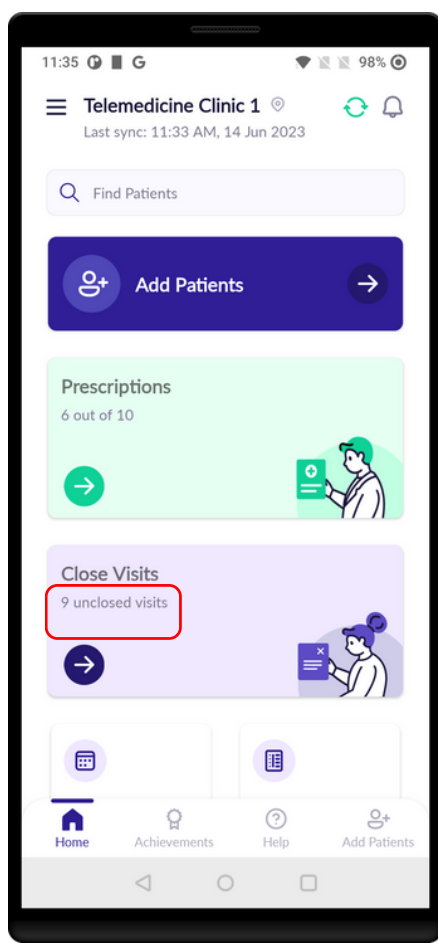 11:35 G 98%
Telemedicine Clinic 1
Last sync: 11:33 AM, 14 Jun 2023
Find Patients
Add Patients
Prescriptions
6 out of 10
Close Visits
9 unclosed visits
Home Achievements Help Add Patients